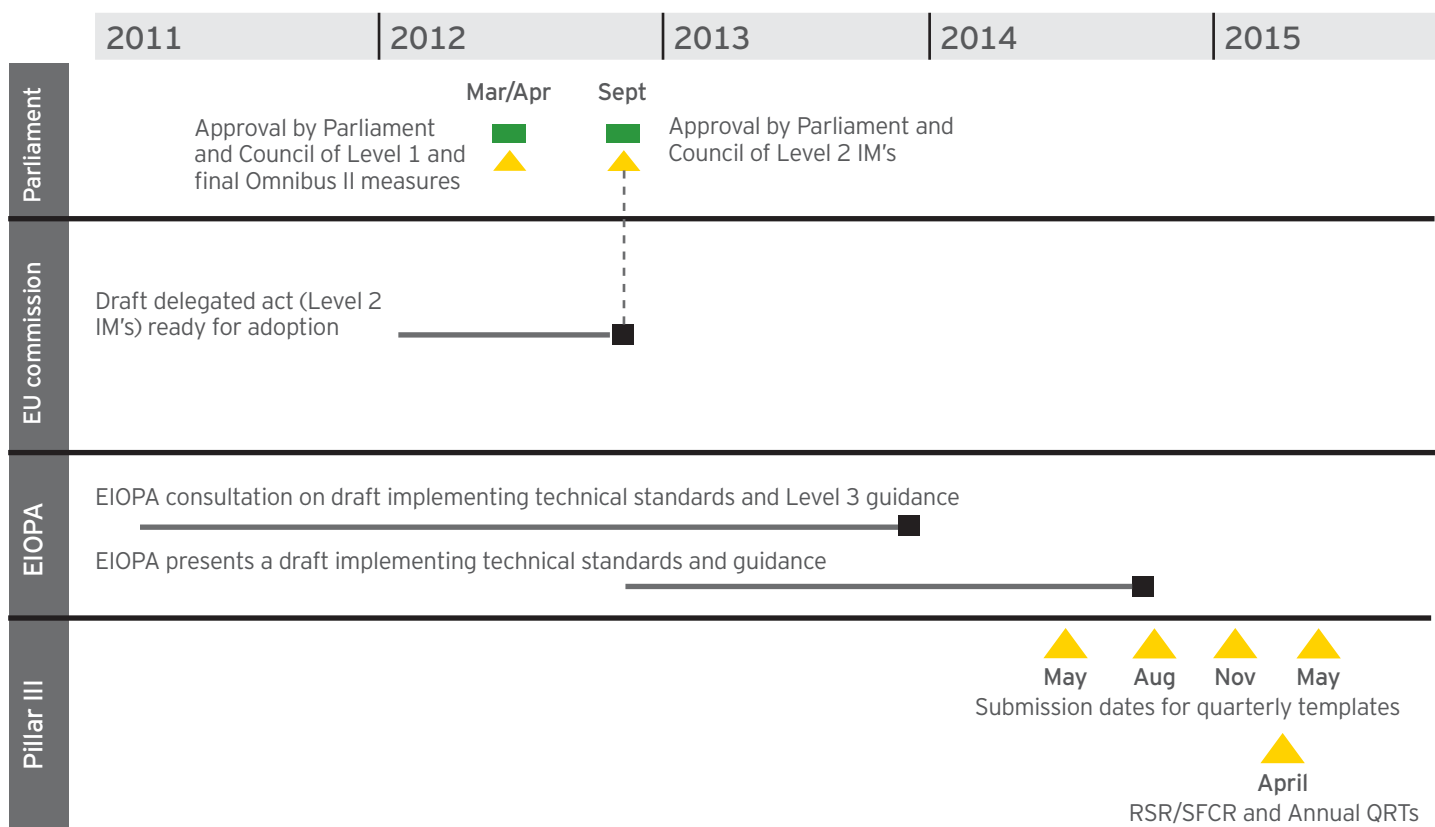 2011 2012 2013 2014 2015
Parliament
Mar/Apr
Sept
Approval by Parliament
and Council of Level 1 and
final Omnibus II measures
Approval by Parliament and
Council of Level 2 IM's
EU commission
Draft delegated act (Level 2
IM's) ready for adoption
EIOPA
EIOPA consultation on draft implementing technical standards and Level 3 guidance
EIOPA presents a draft implementing technical standards and guidance
Pillar III
May Aug Nov May
Submission dates for quarterly templates
April
RSR/SFCR and Annual QRTs